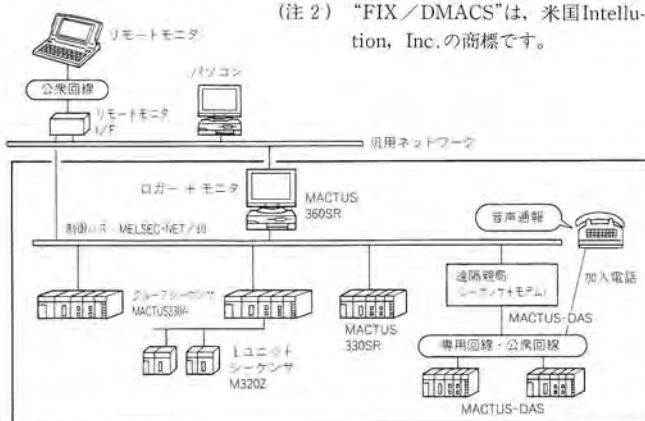 (注2) “FIX／DMACS”は，米国Intellu-
tion, Inc.の商標です。
リモートモニタ
公衆回線
パソコン
リモートモニタ
I/F
汎用ネットワーク
ロガー + モニタ
MACTUS
360SR
制御バス MELSEC-NET/10
音声通報
加入電話
遠隔親局
(シーケンサ+モデム)
グループシーケンサ
MACTUS330A
MACTUS
330SR
MACTUS-DAS
1ユニット
シーケンサ
M320Z
専用回線・公衆回線
MACTUS-DAS